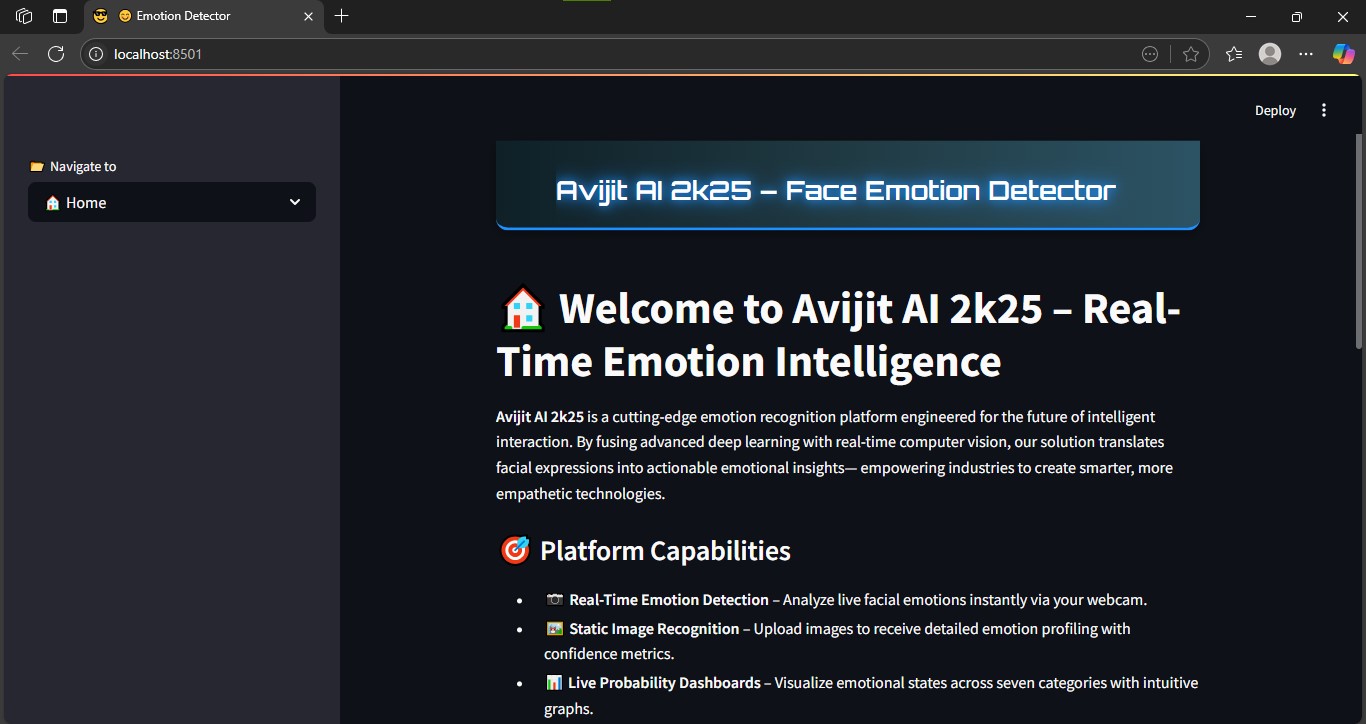 Emotion Detector
localhost:8501
Deploy
Navigate to
Home
Avijit AI 2k25 – Face Emotion Detector
Welcome to Avijit AI 2k25 – Real-
Time Emotion Intelligence
Avijit AI 2k25 is a cutting-edge emotion recognition platform engineered for the future of intelligent
interaction. By fusing advanced deep learning with real-time computer vision, our solution translates
facial expressions into actionable emotional insights— empowering industries to create smarter, more
empathetic technologies.
Platform Capabilities
Real-Time Emotion Detection – Analyze live facial emotions instantly via your webcam.
Static Image Recognition – Upload images to receive detailed emotion profiling with
confidence metrics.
Live Probability Dashboards – Visualize emotional states across seven categories with intuitive
graphs.